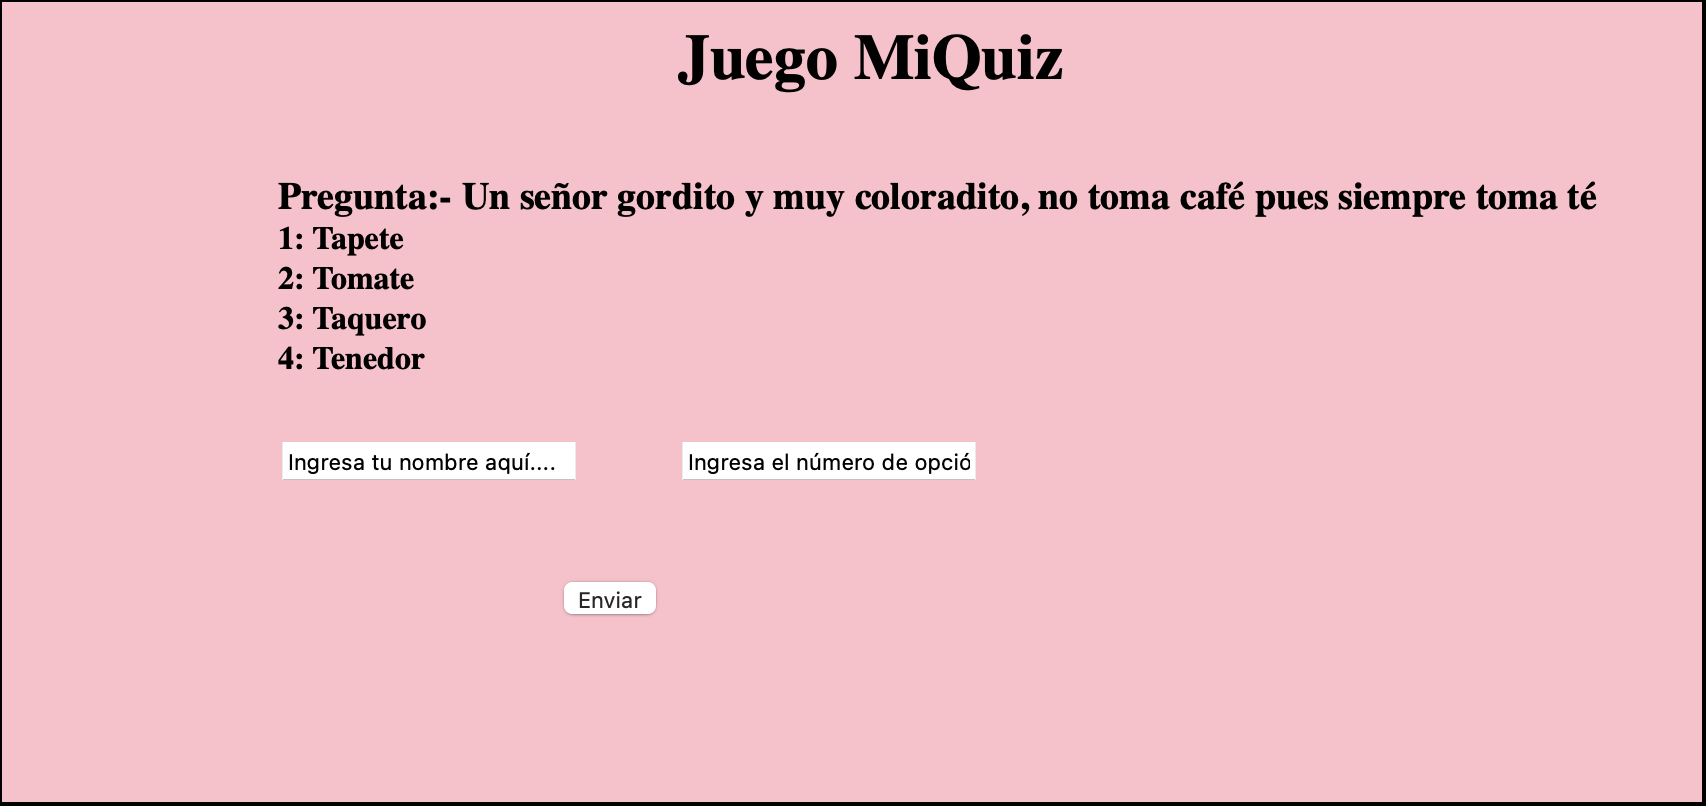 Juego MiQuiz
Pregunta:- Un señor gordito y muy coloradito, no toma café pues siempre toma té
1: Tapete
2: Tomate
3: Taquero
4: Tenedor
Ingresa tu nombre aquí.... Ingresa el número de opció
Enviar